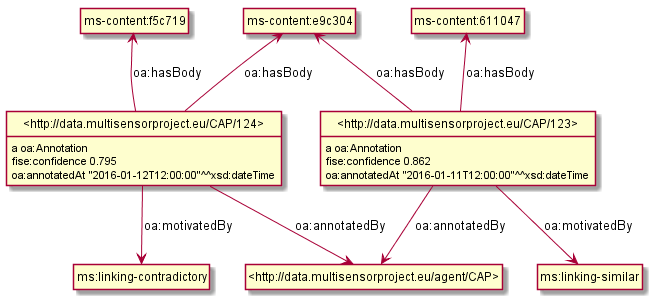 ms-content:f5c719
ms-content:e9c304
ms-content:611047
oa:hasBody
oa:hasBody
oa:hasBody
oa:hasBody
<http://data.multisensorproject.eu/CAP/124>
a oa:Annotation
fise:confidence 0.795
oa:annotatedAt "2016-01-12T12:00:00"^^xsd:dateTime
<http://data.multisensorproject.eu/CAP/123>
a oa:Annotation
fise:confidence 0.862
oa:annotatedAt "2016-01-11T12:00:00"^^xsd:dateTime
oa:motivatedBy
oa:annotatedBy
oa:annotatedBy
oa:motivatedBy
ms:linking-contradictory
<http://data.multisensorproject.eu/agent/CAP>
ms:linking-similar